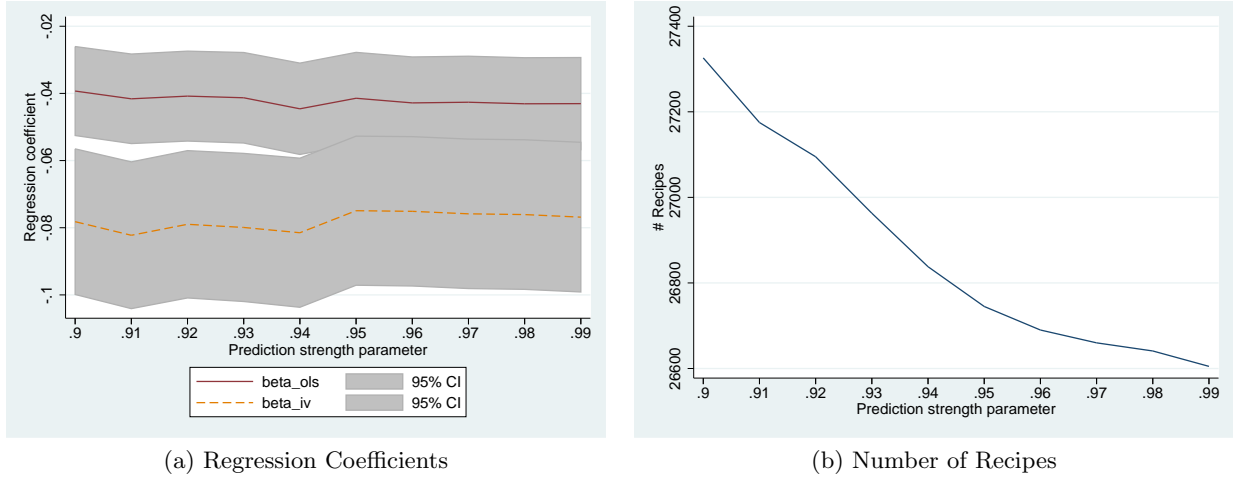 -.02
-.04
-.06
-.08
-.1
Regression coefficient
.9 .91 .92 .93 .94 .95 .96 .97 .98 .99
Prediction strength parameter
beta_ols 95% CI
beta_iv 95% CI
(a) Regression Coefficients
27400
27200
27000
26800
26600
# Recipes
.9 .91 .92 .93 .94 .95 .96 .97 .98 .99
Prediction strength parameter
(b) Number of Recipes